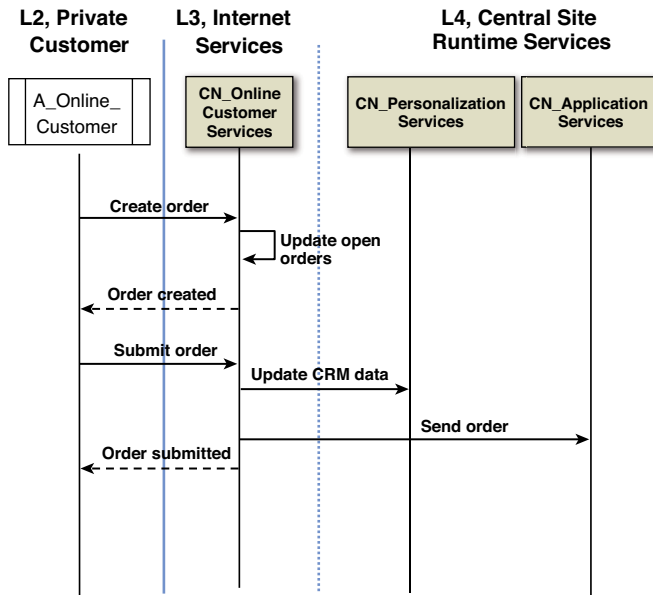 L2, Private
Customer
L3, Internet
Services
L4, Central Site
Runtime Services
A_Online_
Customer
CN_Online
Customer
Services
CN_Personalization
Services
CN_Application
Services
Create order
Update open
orders
Order created
Submit order
Update CRM data
Send order
Order submitted